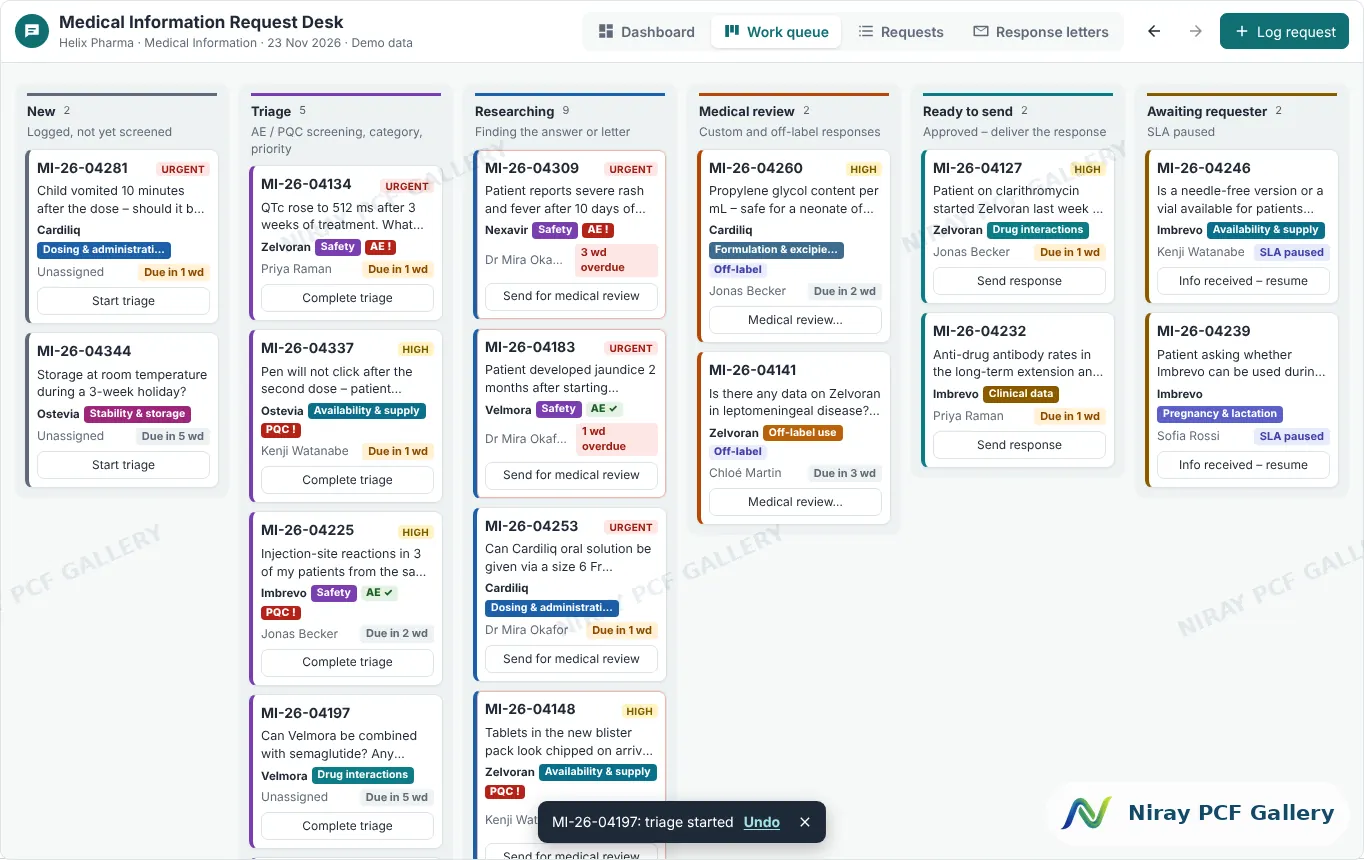 Medical Information Request Desk
Helix Pharma · Medical Information · 23 Nov 2026 · Demo data
Dashboard
Work queue
Requests
Response letters
Log request
New 2
Logged, not yet screened
MI-26-04281 URGENT
Child vomited 10 minutes
after the dose – should it b...
Cardiliq
Dosing & administrati...
Unassigned Due in 1 wd
Start triage
MI-26-04344
Storage at room temperature
during a 3-week holiday?
Ostevia Stability & storage
Unassigned Due in 5 wd
Start triage
Triage 5
AE / PQC screening, category,
priority
MI-26-04134 URGENT
QTc rose to 512 ms after 3
weeks of treatment. What...
Zelvoran Safety AE !
Priya Raman Due in 1 wd
Complete triage
MI-26-04337 HIGH
Pen will not click after the
second dose – patient...
Ostevia Availability & supply
PQC !
Kenji Watanabe Due in 1 wd
Complete triage
MI-26-04225 HIGH
Injection-site reactions in 3
of my patients from the sa...
Imbrevo Safety AE ✓
PQC !
Jonas Becker Due in 2 wd
Complete triage
MI-26-04197
Can Velmora be combined
with semaglutide? Any...
Velmora Drug interactions
Unassigned Due in 5 wd
Complete triage
Researching 9
Finding the answer or letter
MI-26-04309 URGENT
Patient reports severe rash
and fever after 10 days of...
Nexavir Safety AE !
Dr Mira Oka... 3 wd
overdue
Send for medical review
MI-26-04183 URGENT
Patient developed jaundice 2
months after starting...
Velmora Safety AE ✓
Dr Mira Okaf... 1 wd
overdue
Send for medical review
MI-26-04253 URGENT
Can Cardiliq oral solution be
given via a size 6 Fr...
Cardiliq
Dosing & administrati...
Dr Mira Okafor Due in 1 wd
Send for medical review
MI-26-04148 HIGH
Tablets in the new blister
pack look chipped on arriv...
Zelvoran Availability & supply
PQC !
Kenji Wat
Send for medical review
Medical review 2
Custom and off-label responses
MI-26-04260 HIGH
Propylene glycol content per
mL – safe for a neonate of...
Cardiliq
Formulation & excipie...
Off-label
Jonas Becker Due in 2 wd
Medical review...
MI-26-04141
Is there any data on Zelvoran
in leptomeningeal disease?...
Zelvoran Off-label use
Off-label
Chloé Martin Due in 3 wd
Medical review...
Ready to send 2
Approved – deliver the response
MI-26-04127 HIGH
Patient on clarithromycin
started Zelvoran last week ...
Zelvoran Drug interactions
Jonas Becker Due in 1 wd
Send response
MI-26-04232
Anti-drug antibody rates in
the long-term extension an...
Imbrevo Clinical data
Priya Raman Due in 1 wd
Send response
Awaiting requester 2
SLA paused
MI-26-04246
Is a needle-free version or a
vial available for patients...
Imbrevo Availability & supply
Kenji Watanabe SLA paused
Info received – resume
MI-26-04239
Patient asking whether
Imbrevo can be used durin...
Imbrevo
Pregnancy & lactation
Sofia Rossi SLA paused
Info received – resume
MI-26-04197: triage started Undo
Niray PCF Gallery
NIRAY PCF GALLERY
NIRAY PCF GALLERY
PCF GALLERY
NIRAY PCF GALLERY
NIRAY PCF GALL